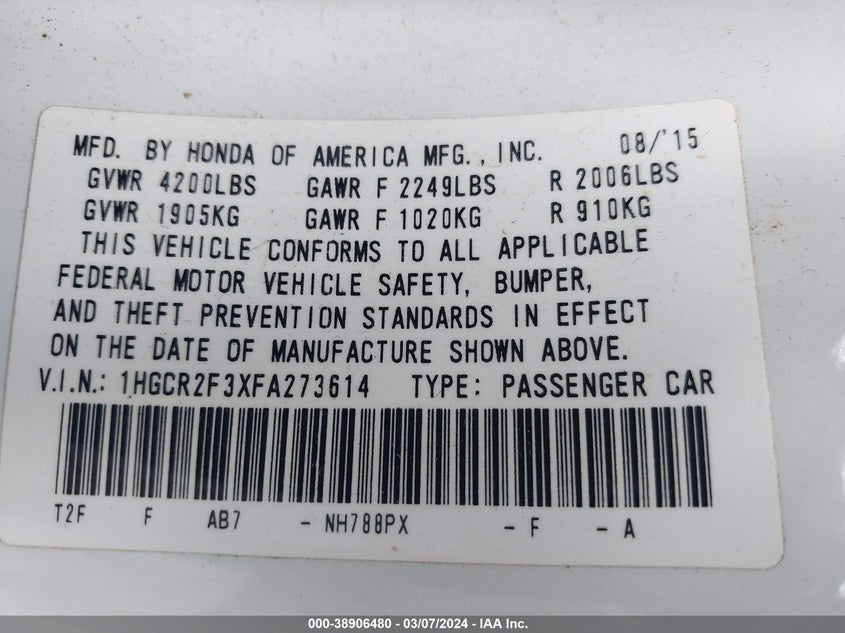 MFD. BY HONDA OF AMERICA MFG., INC. 08/'15
GVWR 4200LBS GAWR F 2249LBS R 2006LBS
GVWR 1905KG GAWR F 1020KG R 910KG
THIS VEHICLE CONFORMS TO ALL APPLICABLE
FEDERAL MOTOR VEHICLE SAFETY, BUMPER,
AND THEFT PREVENTION STANDARDS IN EFFECT
ON THE DATE OF MANUFACTURE SHOWN ABOVE.
V.I.N.: 1HGCR2F3XFA273614 TYPE: PASSENGER CAR
T2F F AB7 - NH788PX - F - A
000-38906480 - 03/07/2024 - IAA Inc.